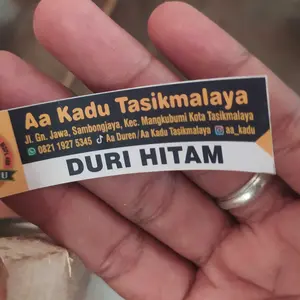 Aa Kadu Tasikmalaya
Jl. Gn. Jawa, Sambongjaya, Kec. Mangkubumi Kota Tasikmalaya
0821 1927 5345 Aa Duren/Aa Kadu Tasikmalaya aa_kadu
DURI HITAM